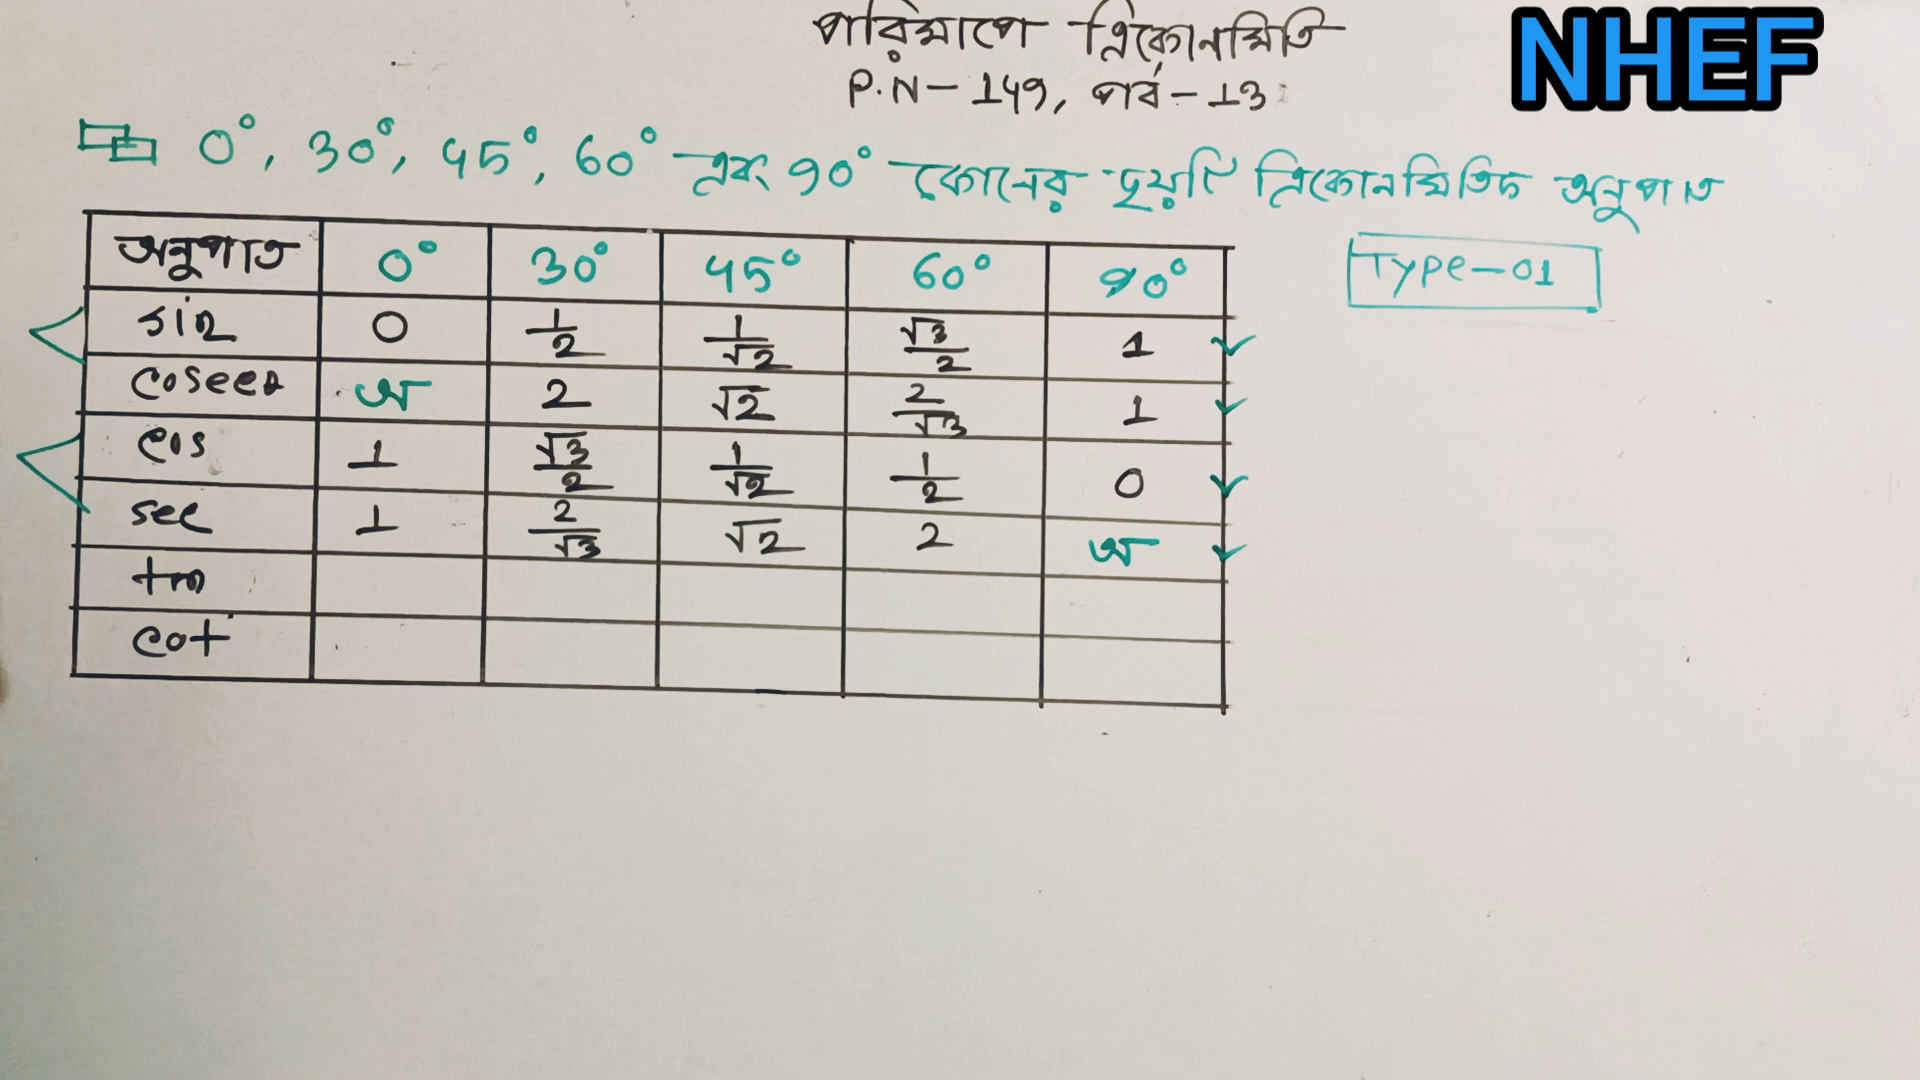 পরিমাপে ত্রিকোনমিতি
NHEF
P.N-149, পর্ব-13
0°, 30°, 45°, 60° এবং 90° কোনের ছয়টি ত্রিকোনমিতিক অনুপাত
Type-01
অনুপাত 0° 30° 45° 60° 90°
sin 0 1/2 1/√2 √3/2 1
cosec অ 2 √2 2/√3 1
cos 1 √3/2 1/√2 1/2 0
sec 1 2/√3 √2 2 অ
tan
cot